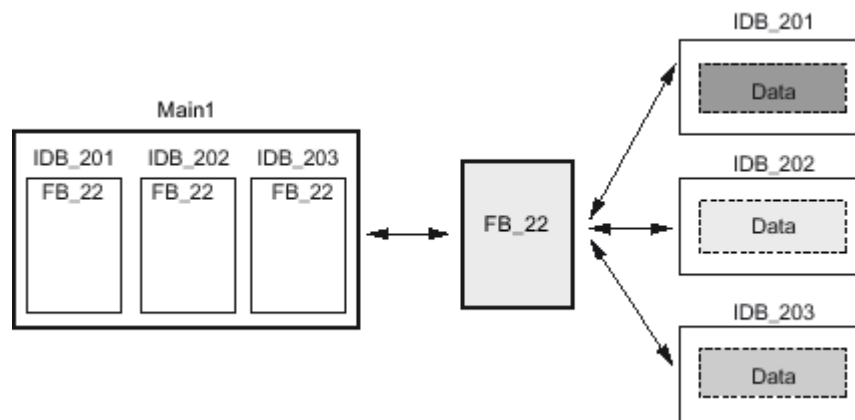 Main1
IDB_201 IDB_202 IDB_203
FB_22 FB_22 FB_22
FB_22
IDB_201
Data
IDB_202
Data
IDB_203
Data